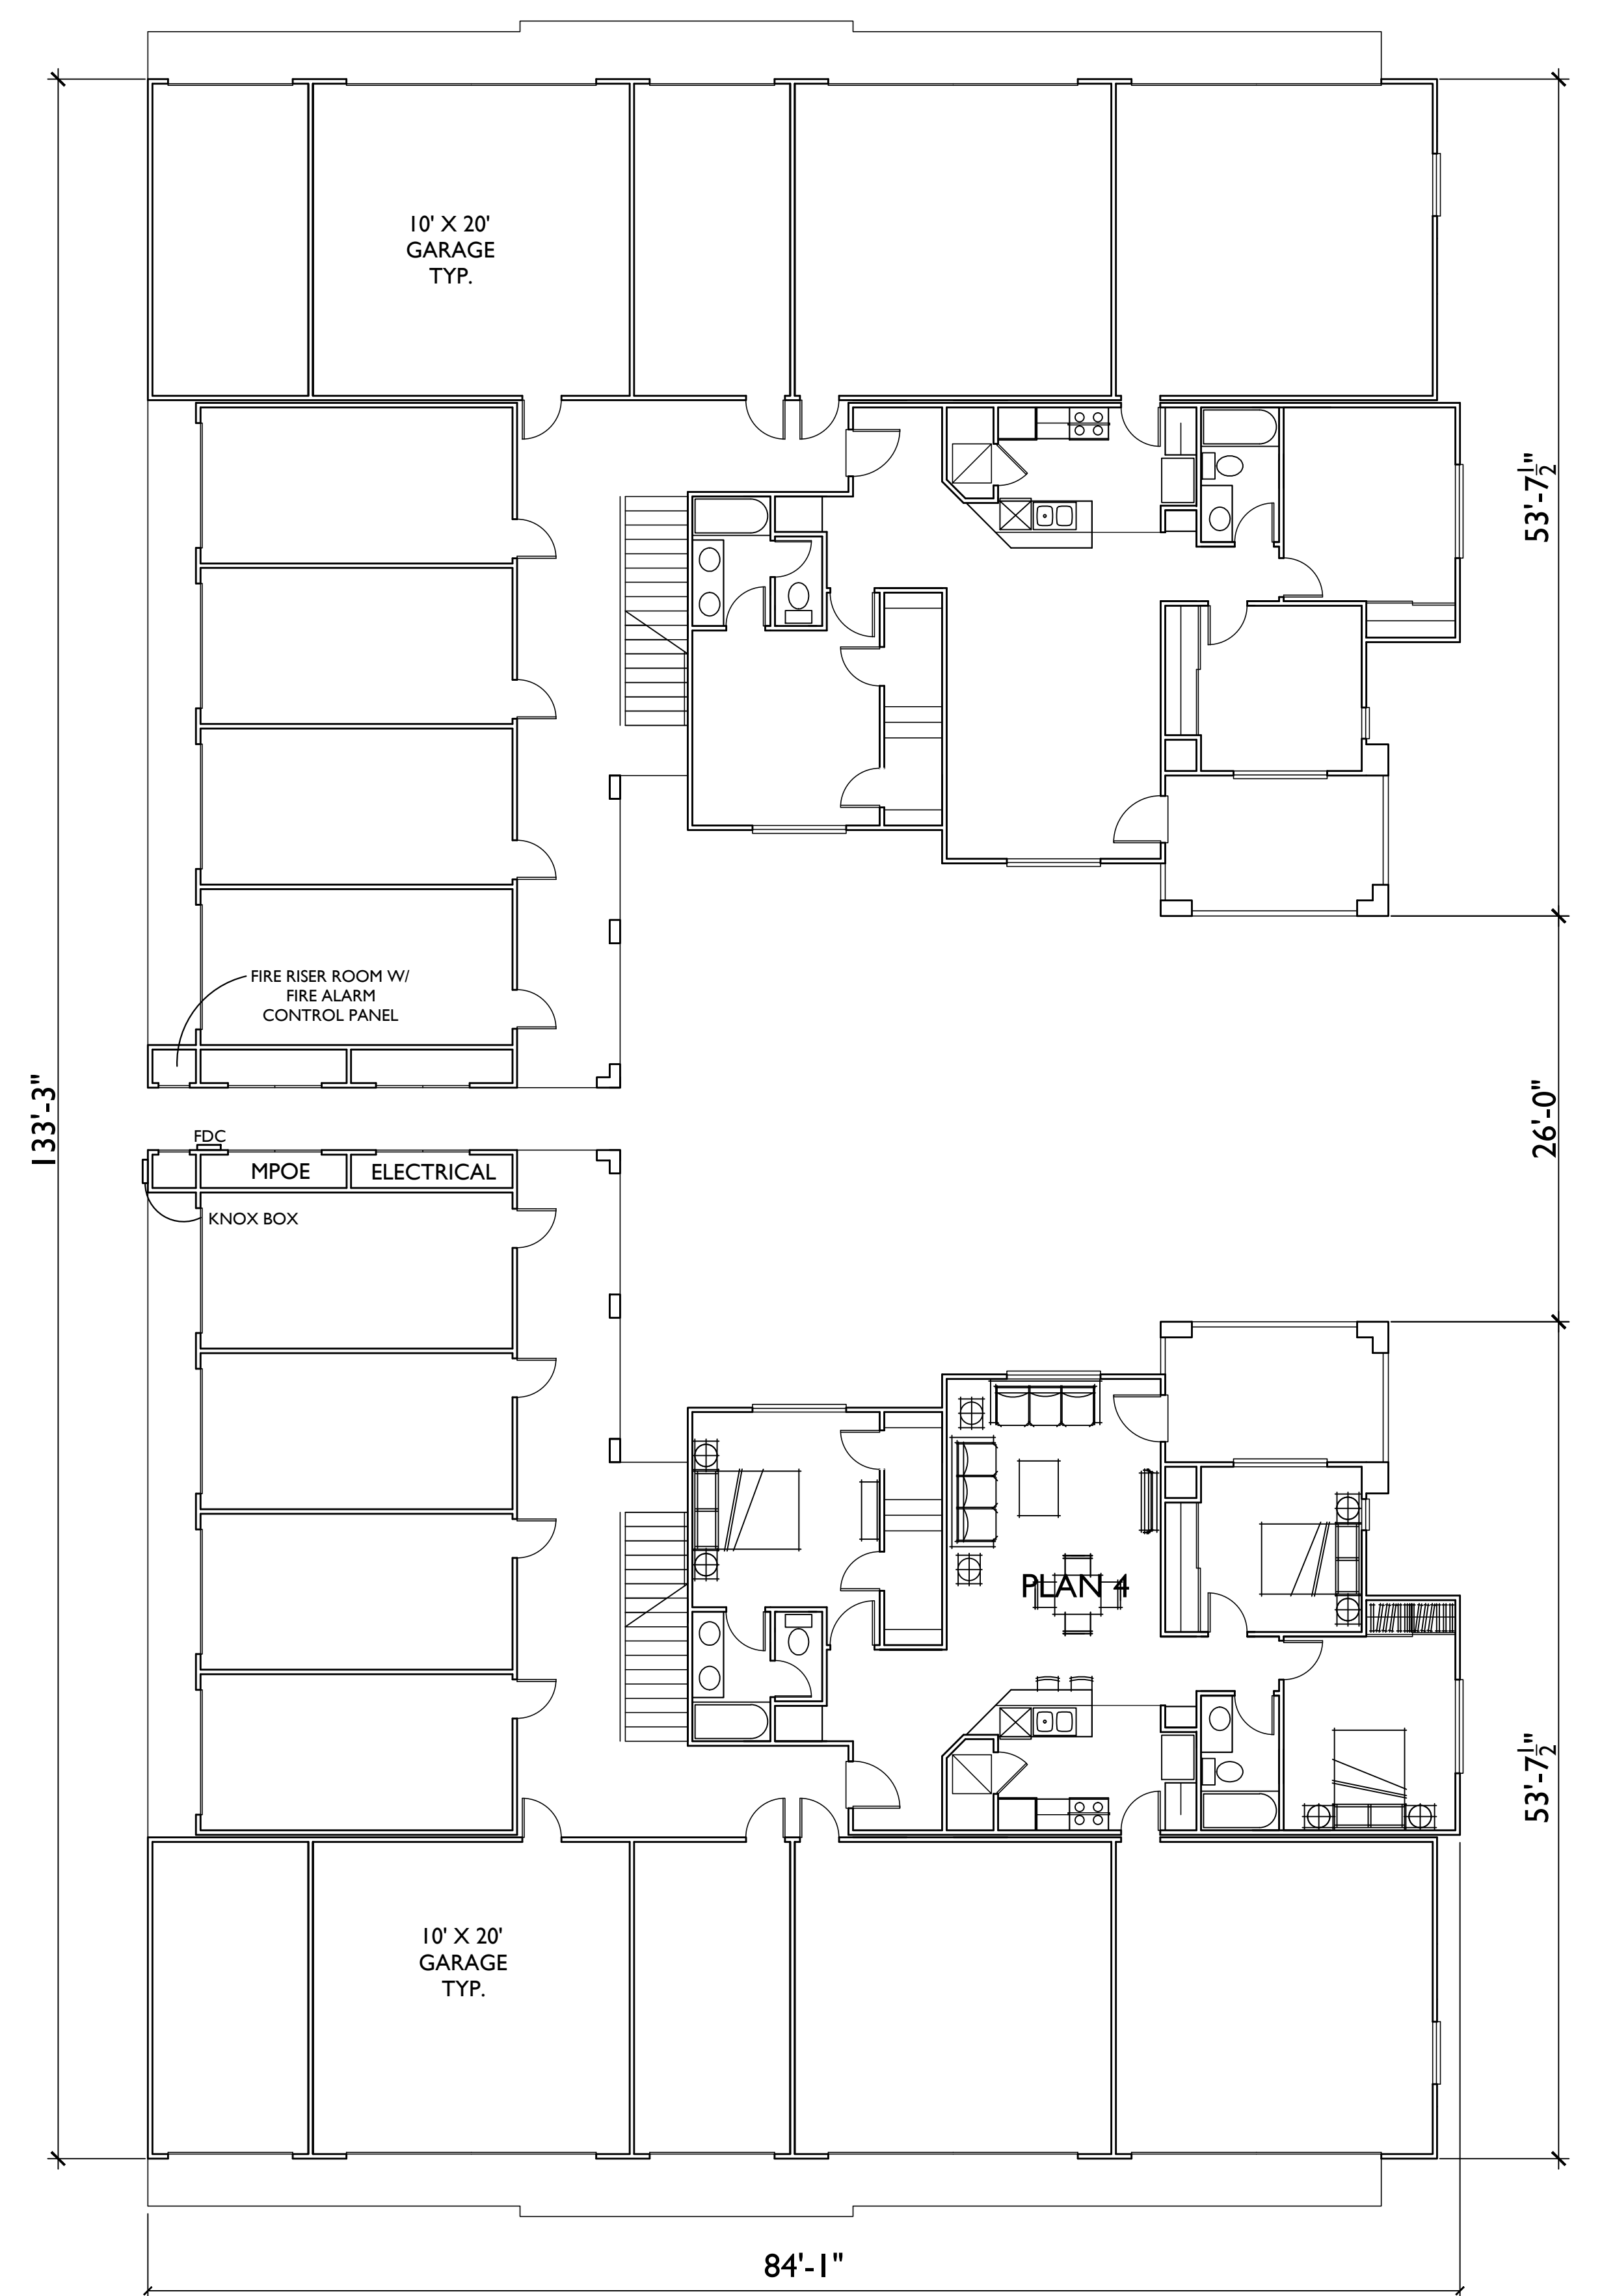 10' X 20'
GARAGE
TYP.
53'-7½"
FIRE RISER ROOM W/
FIRE ALARM
CONTROL PANEL
133'-3"
26'-0"
FDC
MPOE
ELECTRICAL
KNOX BOX
PLAN 4
53'-7½"
10' X 20'
GARAGE
TYP.
84'-1"